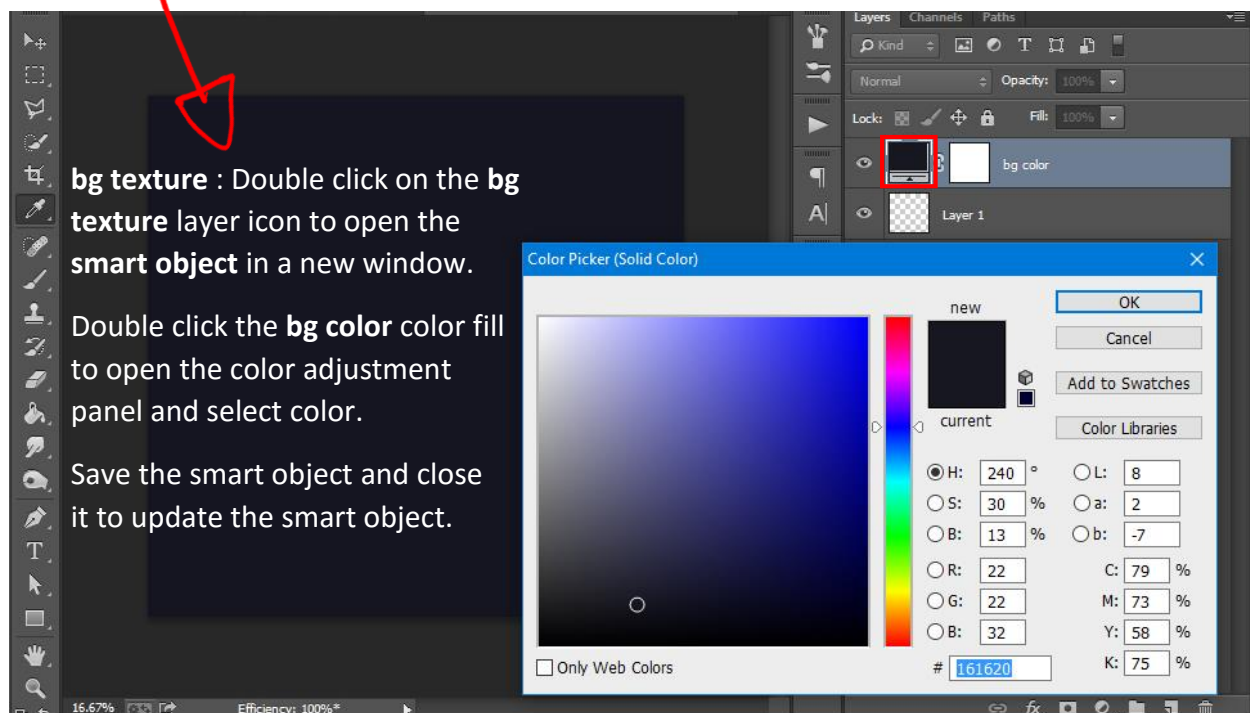 Layers Channels Paths
Kind
Normal Opacity: 100%
Lock: Fill: 100%
bg color
Layer 1
bg texture : Double click on the bg
texture layer icon to open the
smart object in a new window.
Double click the bg color color fill
to open the color adjustment
panel and select color.
Save the smart object and close
it to update the smart object.
Color Picker (Solid Color)
new
current
OK
Cancel
Add to Swatches
Color Libraries
H: 240 °
S: 30 %
B: 13 %
R: 22
G: 22
B: 32
# 161620
L: 8
a: 2
b: -7
C: 79 %
M: 73 %
Y: 58 %
K: 75 %
Only Web Colors
16.67% Efficiency: 100%*